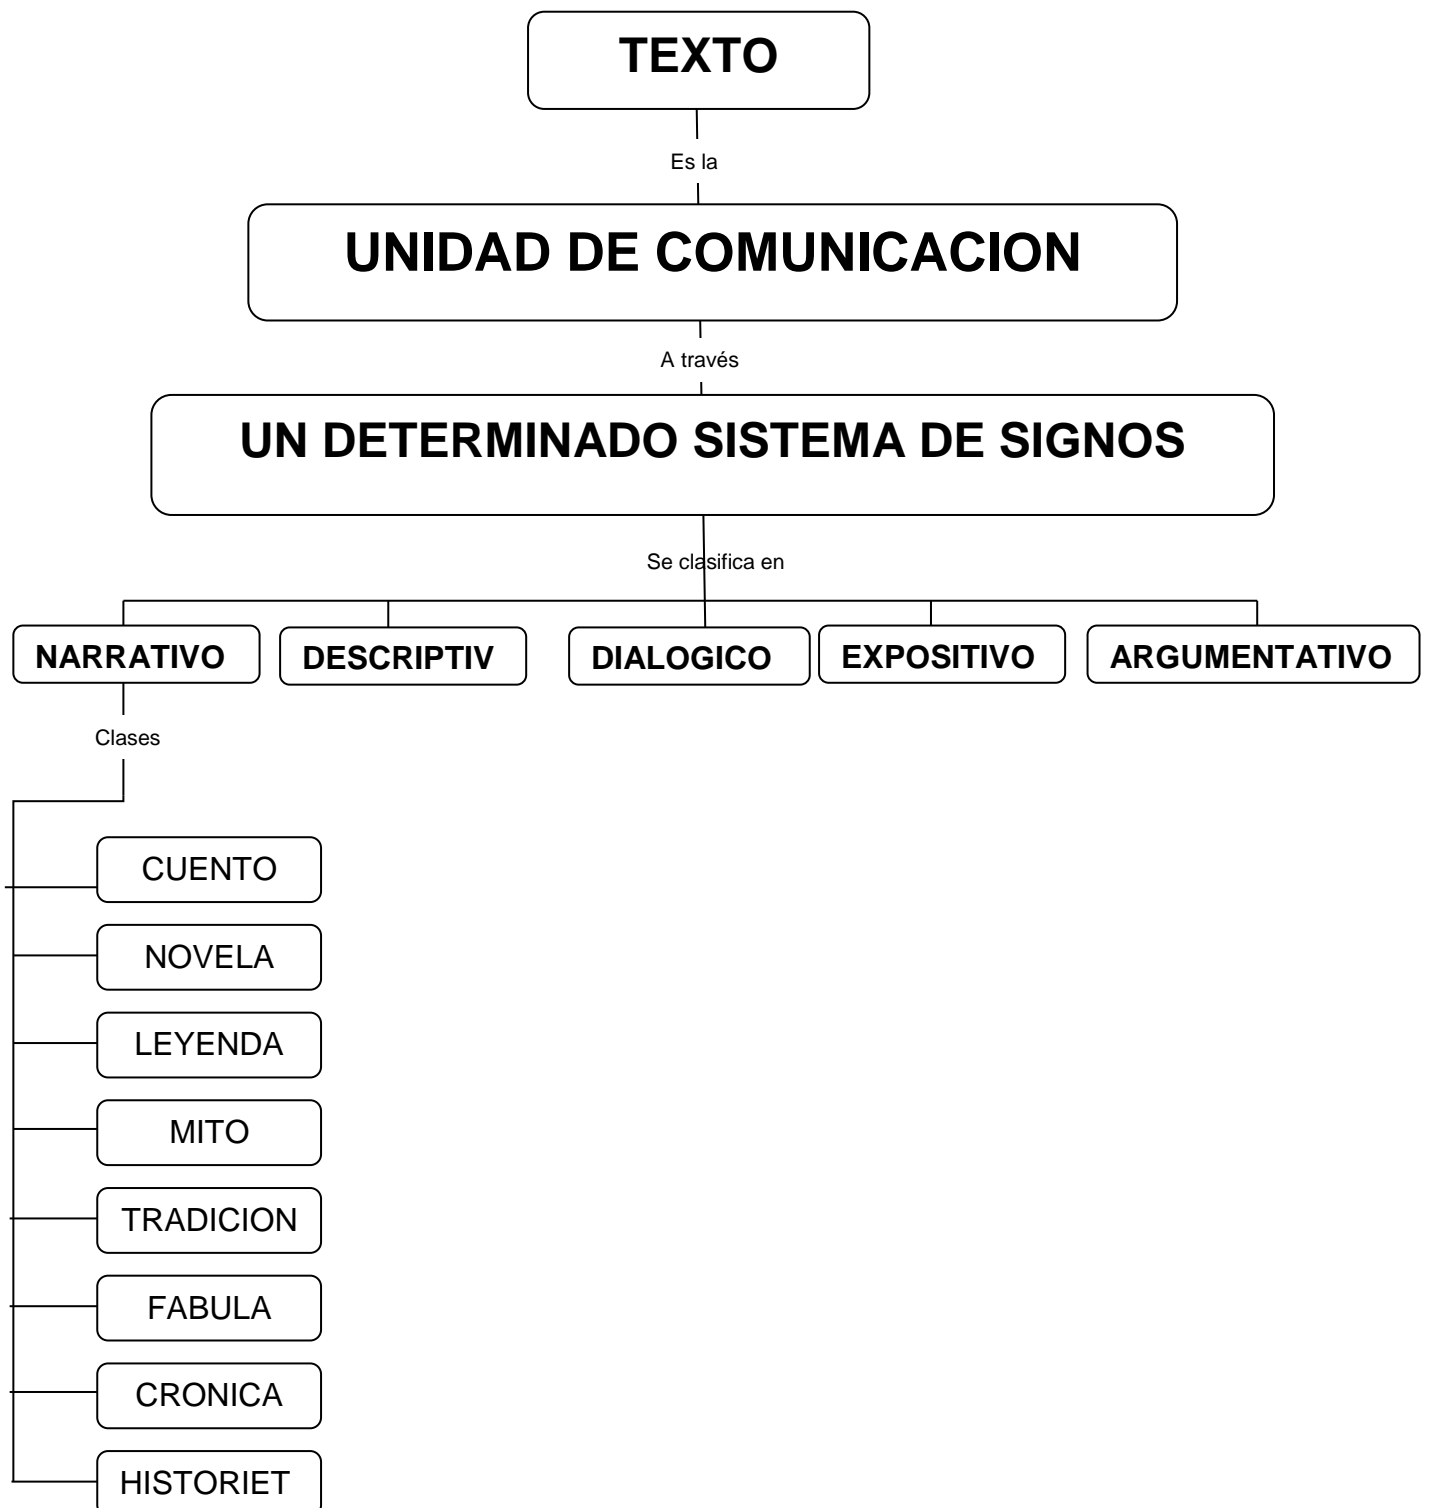 TEXTO
Es la
UNIDAD DE COMUNICACION
A través
UN DETERMINADO SISTEMA DE SIGNOS
Se clasifica en
NARRATIVO
DESCRIPTIV
DIALOGICO
EXPOSITIVO
ARGUMENTATIVO
Clases
CUENTO
NOVELA
LEYENDA
MITO
TRADICION
FABULA
CRONICA
HISTORIET